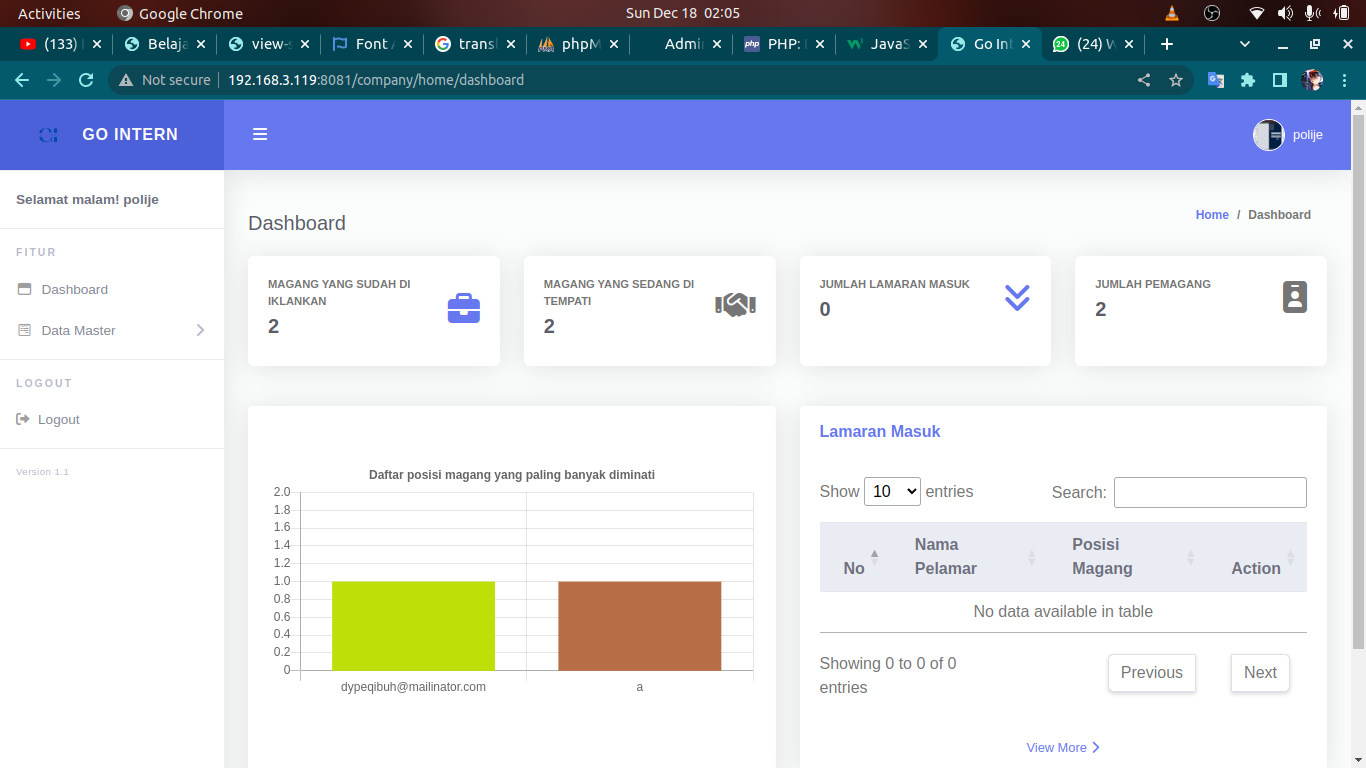 Activities
Google Chrome
Sun Dec 18 02:05
(133)
Belaja
view-s
Font A
transl
phpM
Admin
PHP:
JavaS
Go Int
(24) W
Not secure
192.168.3.119:8081/company/home/dashboard
GO INTERN
polije
Selamat malam! polije
FITUR
Dashboard
Data Master
LOGOUT
Logout
Version 1.1
Dashboard
Home / Dashboard
MAGANG YANG SUDAH DI
IKLANKAN
2
MAGANG YANG SEDANG DI
TEMPATI
2
JUMLAH LAMARAN MASUK
0
JUMLAH PEMAGANG
2
Daftar posisi magang yang paling banyak diminati
2.0
1.8
1.6
1.4
1.2
1.0
0.8
0.6
0.4
0.2
0
dypeqibuh@mailinator.com
a
Lamaran Masuk
Show 10 entries
Search:
No
Nama
Pelamar
Posisi
Magang
Action
No data available in table
Showing 0 to 0 of 0
entries
Previous
Next
View More